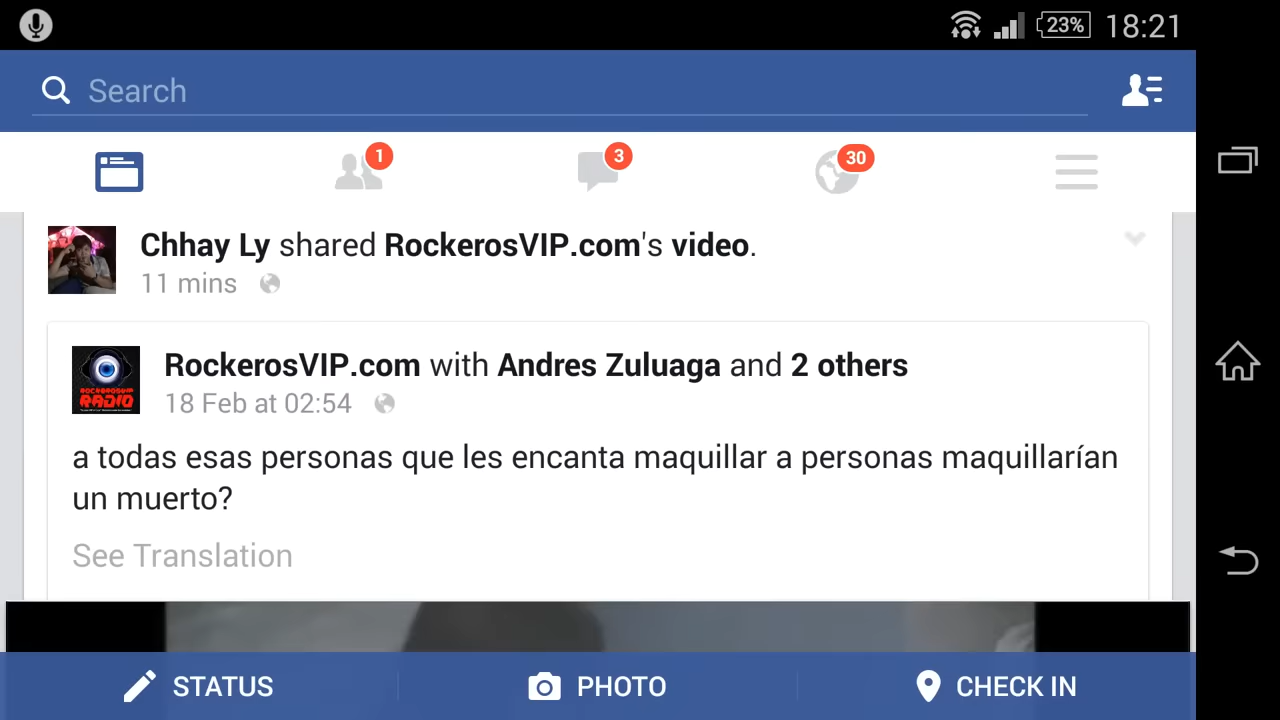 23% 18:21
Search
1 3 30
Chhay Ly shared RockerosVIP.com's video.
11 mins
RockerosVIP.com with Andres Zuluaga and 2 others
18 Feb at 02:54
RADIO
a todas esas personas que les encanta maquillar a personas maquillarían
un muerto?
See Translation
STATUS PHOTO CHECK IN